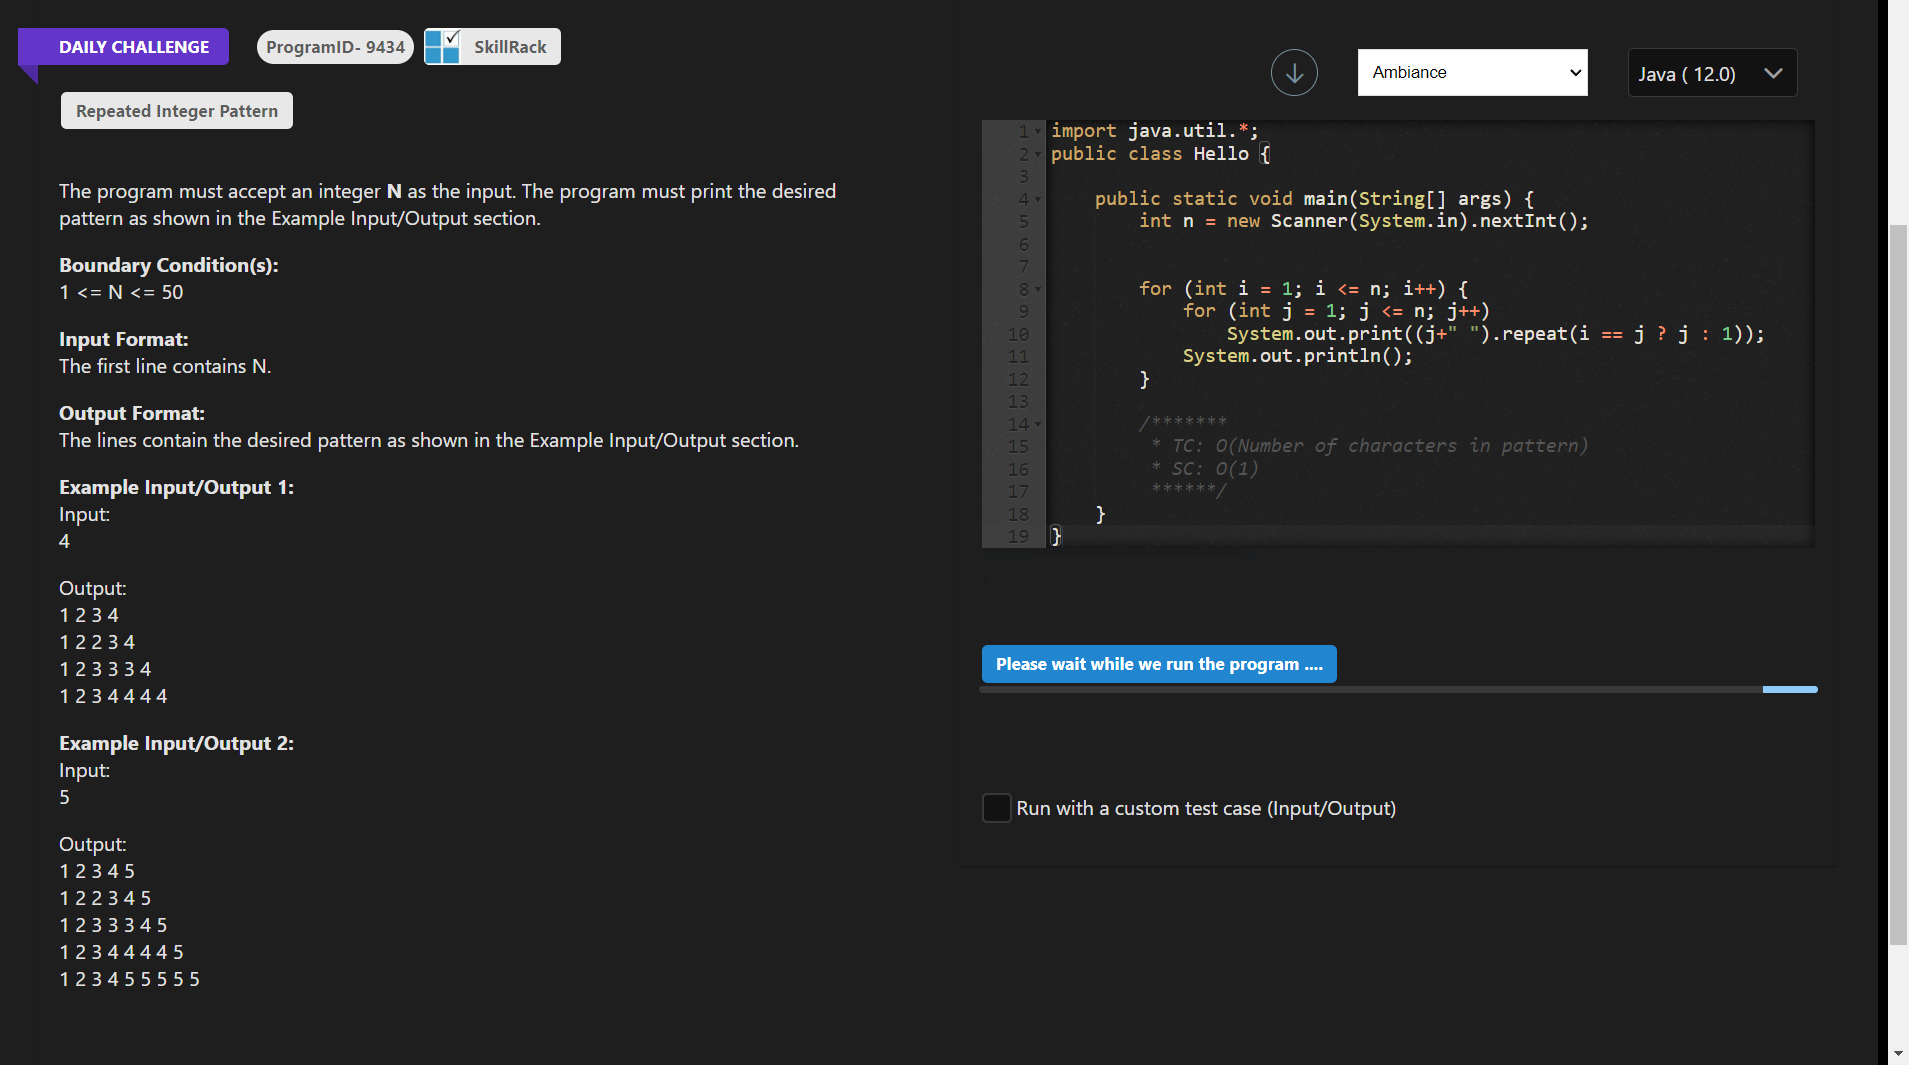 DAILY CHALLENGE
ProgramID- 9434
SkillRack
Repeated Integer Pattern
The program must accept an integer N as the input. The program must print the desired
pattern as shown in the Example Input/Output section.
Boundary Condition(s):
1 <= N <= 50
Input Format:
The first line contains N.
Output Format:
The lines contain the desired pattern as shown in the Example Input/Output section.
Example Input/Output 1:
Input:
4
Output:
1 2 3 4
1 2 2 3 4
1 2 3 3 3 4
1 2 3 4 4 4 4
Example Input/Output 2:
Input:
5
Output:
1 2 3 4 5
1 2 2 3 4 5
1 2 3 3 3 4 5
1 2 3 4 4 4 4 5
1 2 3 4 5 5 5 5 5
Ambiance
Java ( 12.0)
1 import java.util.*;
2 public class Hello {
3
4     public static void main(String[] args) {
5         int n = new Scanner(System.in).nextInt();
6
7
8         for (int i = 1; i <= n; i++) {
9             for (int j = 1; j <= n; j++)
10                 System.out.print((j+" ").repeat(i == j ? j : 1));
11             System.out.println();
12         }
13
14         /*******
15          * TC: O(Number of characters in pattern)
16          * SC: O(1)
17          ******/
18     }
19 }
Please wait while we run the program ....
Run with a custom test case (Input/Output)